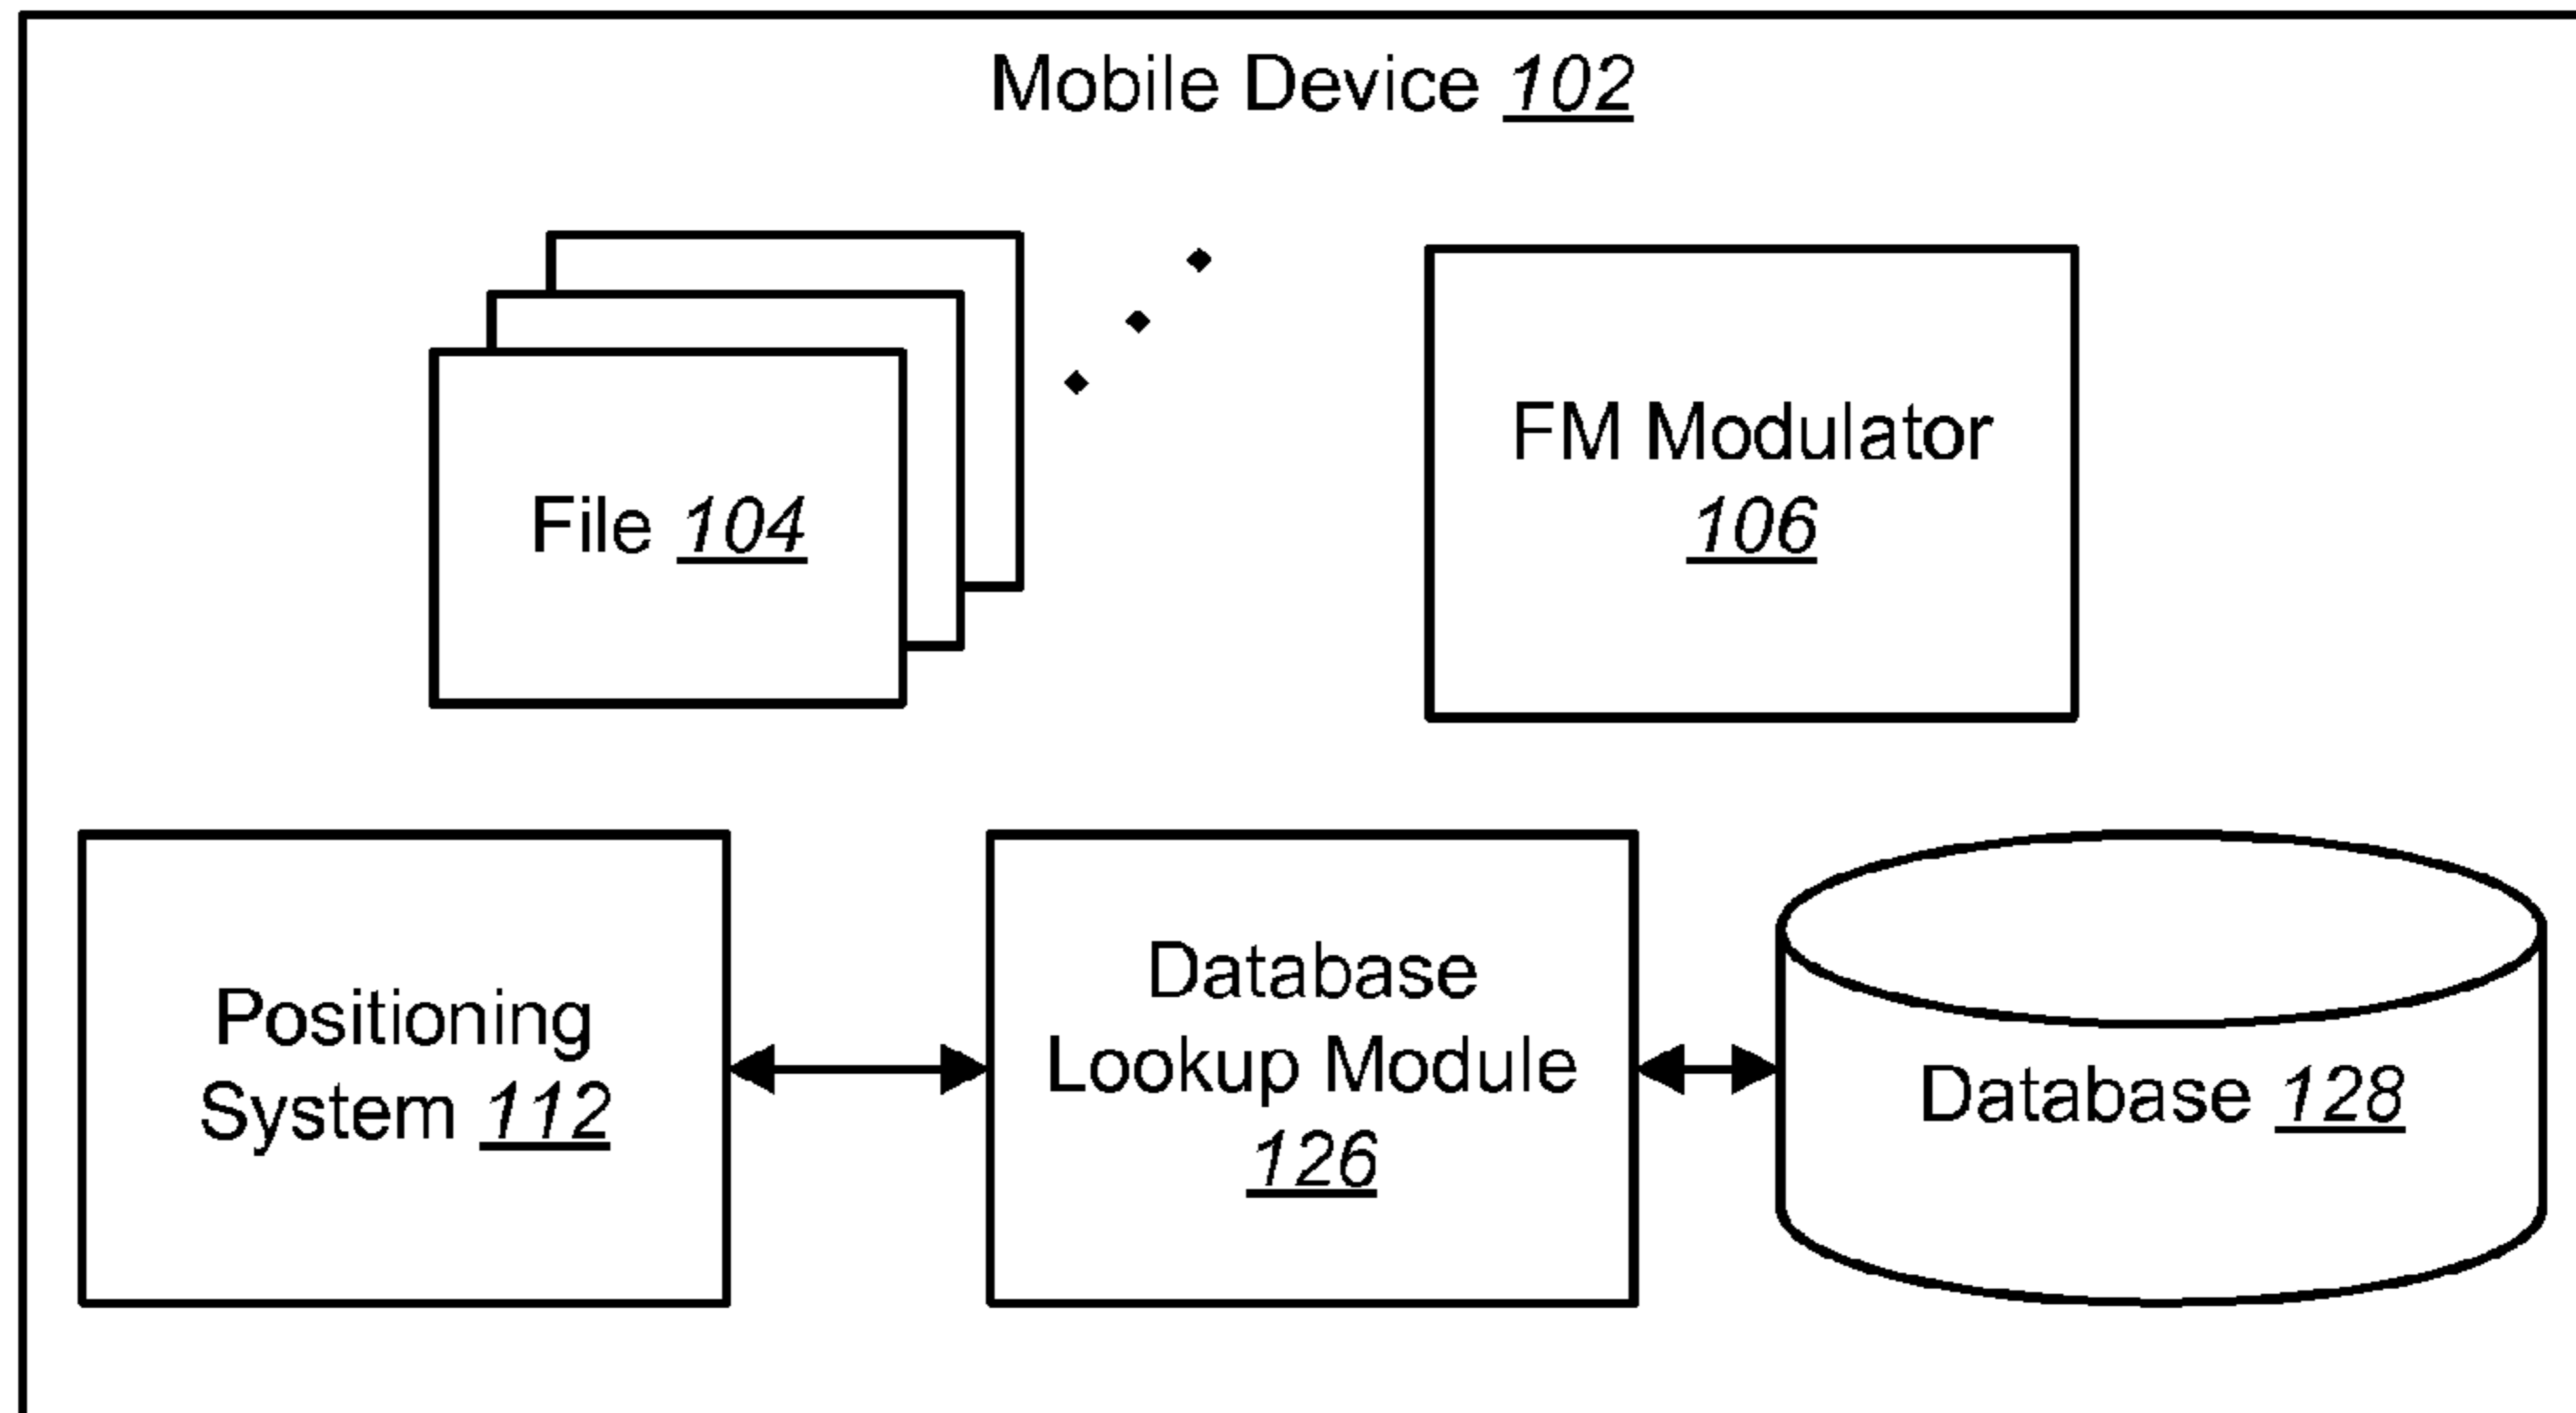 Mobile Device 102
File 104
FM Modulator
106
Positioning
System 112
Database
Lookup Module
126
Database 128